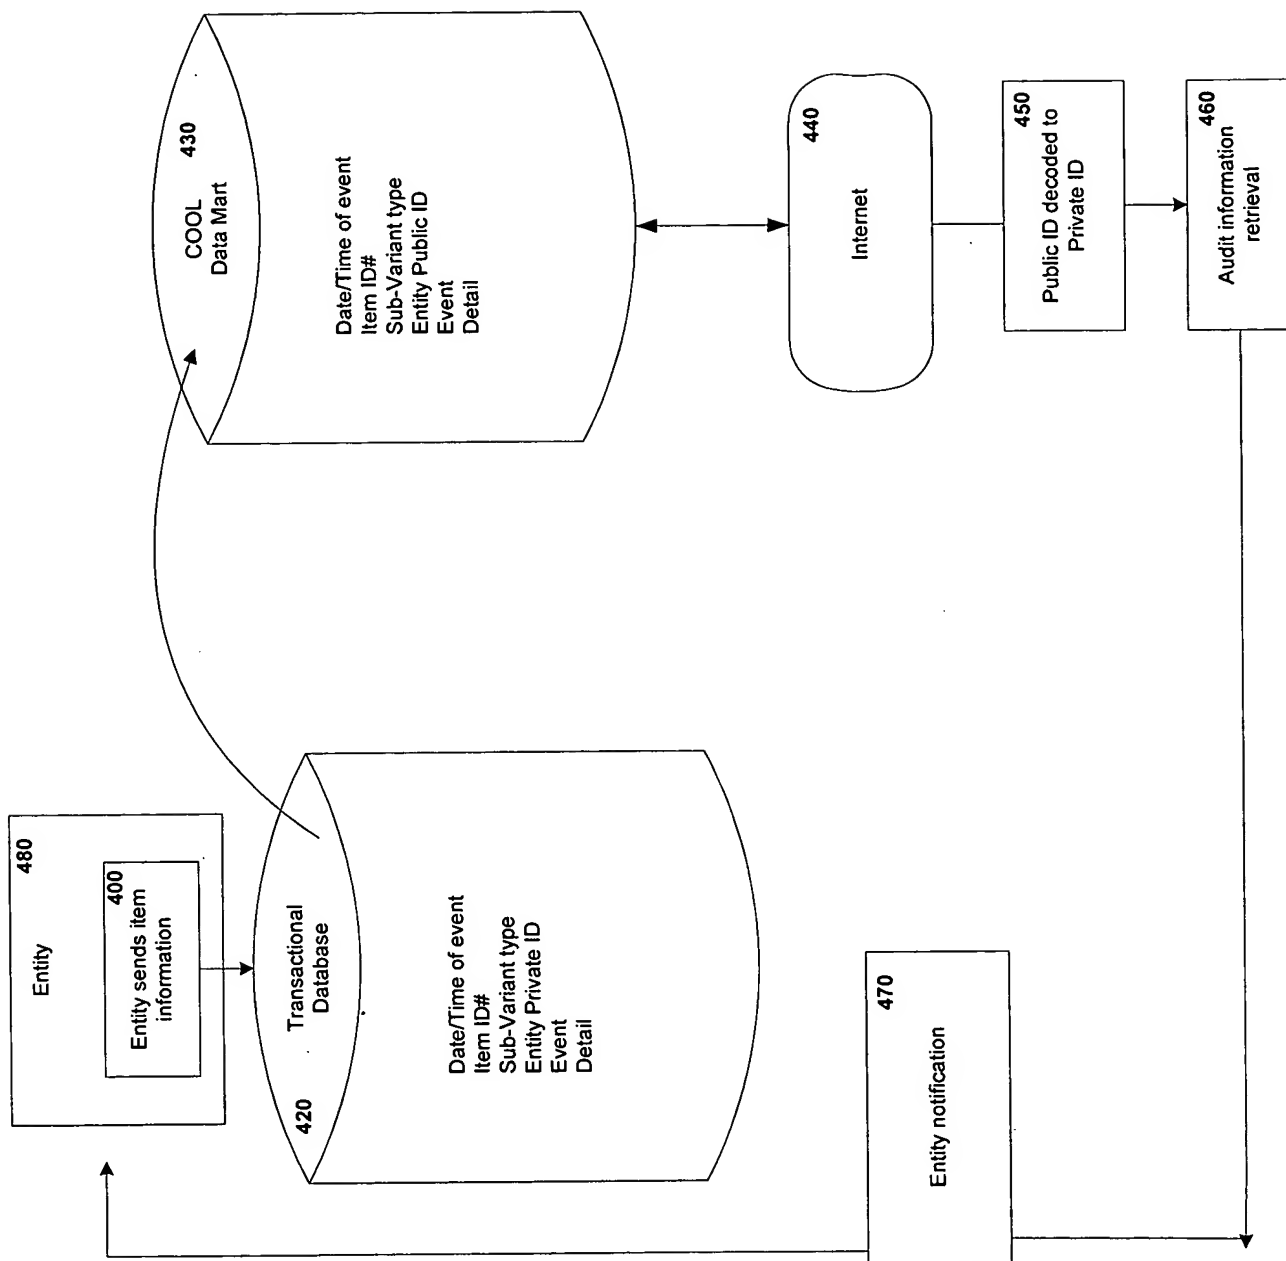 480
Entity
400
Entity sends item
information
420
Transactional
Database
Date/Time of event
Item ID#
Sub-Variant type
Entity Private ID
Event
Detail
430
COOL
Data Mart
Date/Time of event
Item ID#
Sub-Variant type
Entity Public ID
Event
Detail
440
Internet
450
Public ID decoded to
Private ID
460
Audit information
retrieval
470
Entity notification